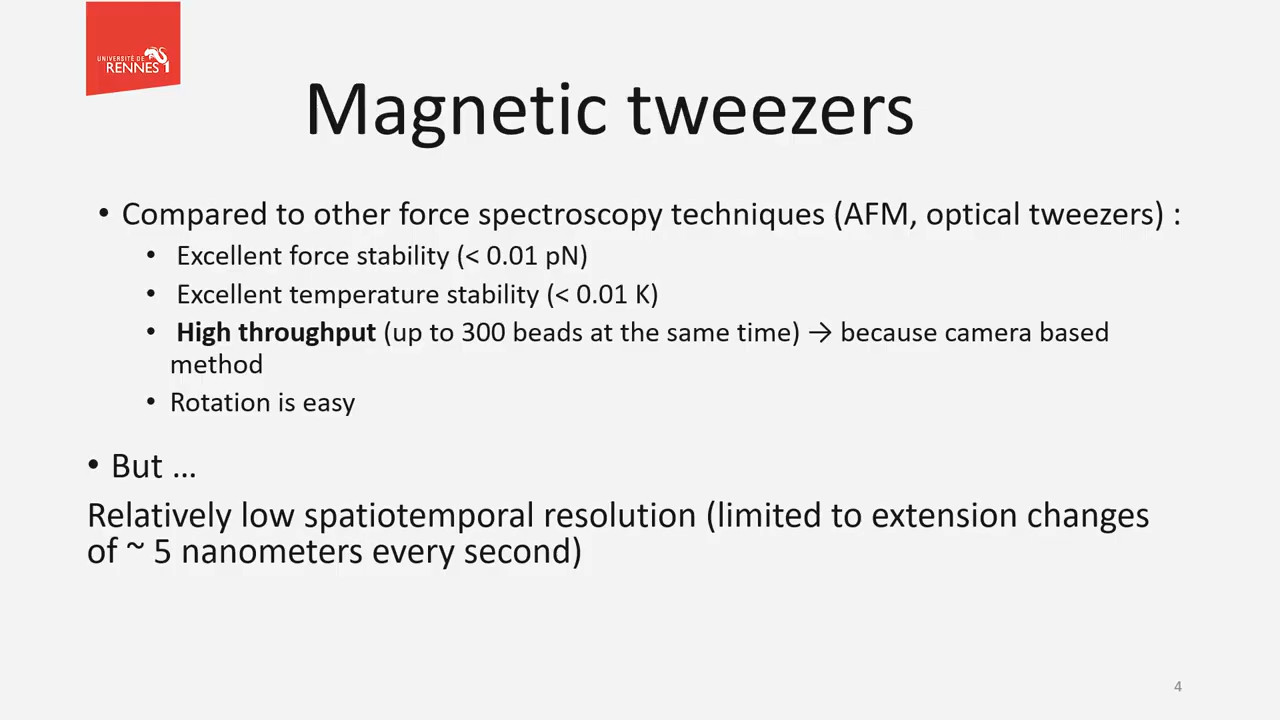 UNIVERSITÉ DE
RENNES 1
Magnetic tweezers
• Compared to other force spectroscopy techniques (AFM, optical tweezers) :
• Excellent force stability (< 0.01 pN)
• Excellent temperature stability (< 0.01 K)
• High throughput (up to 300 beads at the same time) → because camera based
method
• Rotation is easy
• But ...
Relatively low spatiotemporal resolution (limited to extension changes
of ~ 5 nanometers every second)
4